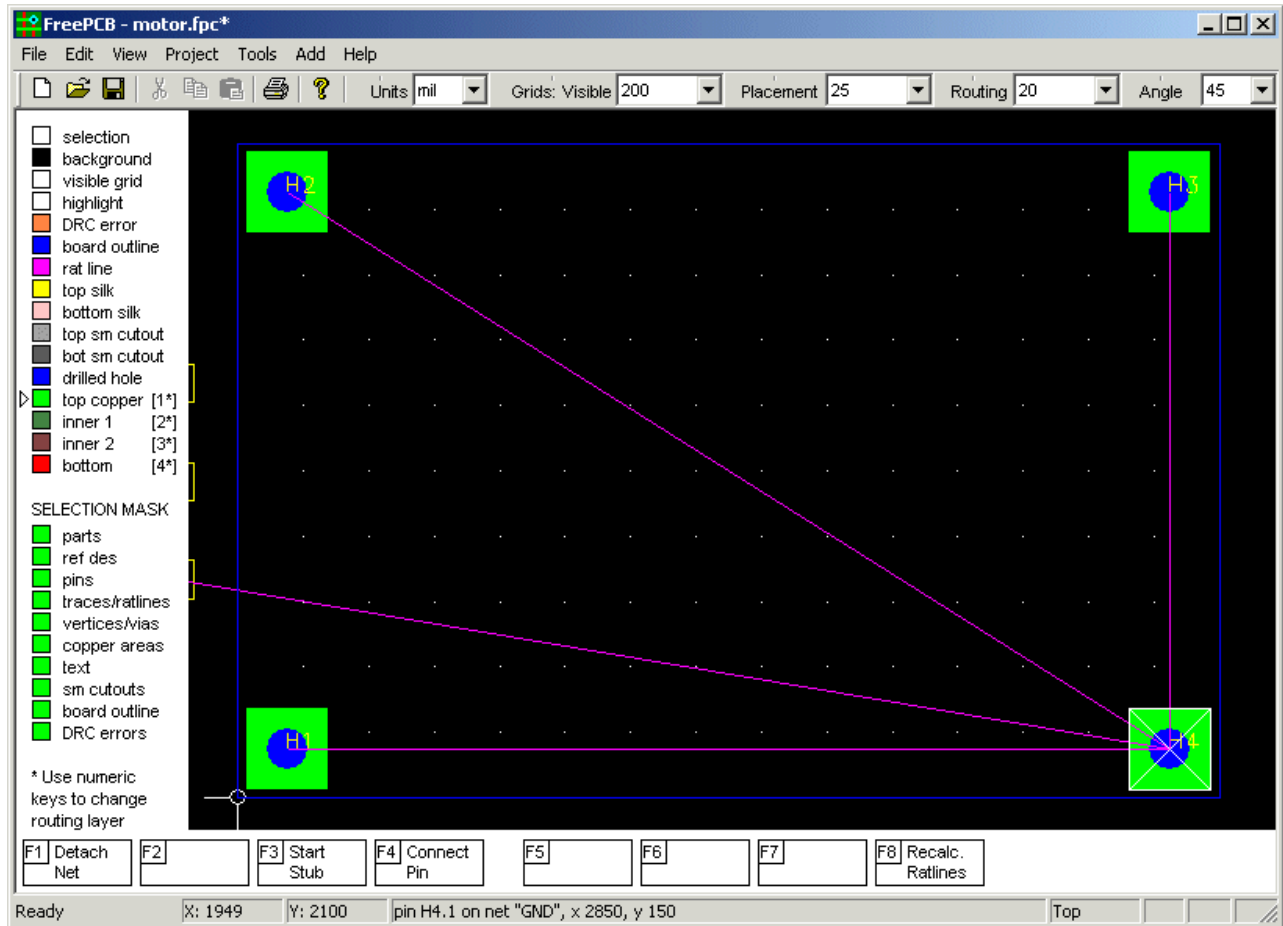 FreePCB - motor.fpc*
File Edit View Project Tools Add Help
Units mil Grids: Visible 200 Placement 25 Routing 20 Angle 45
selection
background
visible grid
highlight
DRC error
board outline
rat line
top silk
bottom silk
top sm cutout
bot sm cutout
drilled hole
top copper [1*]
inner 1 [2*]
inner 2 [3*]
bottom [4*]
SELECTION MASK
parts
ref des
pins
traces/ratlines
vertices/vias
copper areas
text
sm cutouts
board outline
DRC errors
* Use numeric
keys to change
routing layer
H2
H3
H1
H4
F1 Detach Net
F2
F3 Start Stub
F4 Connect Pin
F5
F6
F7
F8 Recalc. Ratlines
Ready X: 1949 Y: 2100 pin H4.1 on net "GND", x 2850, y 150 Top